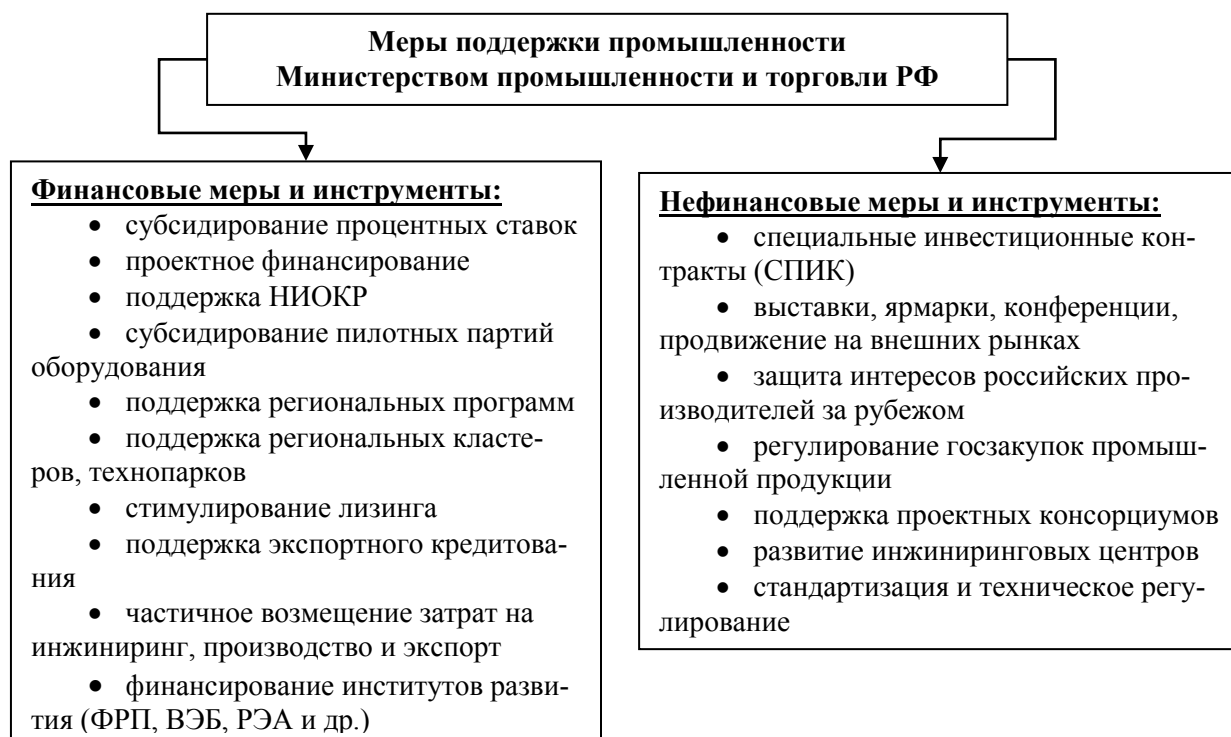 Меры поддержки промышленности
Министерством промышленности и торговли РФ
Финансовые меры и инструменты:
• субсидирование процентных ставок
• проектное финансирование
• поддержка НИОКР
• субсидирование пилотных партий
оборудования
• поддержка региональных программ
• поддержка региональных класте-
ров, технопарков
• стимулирование лизинга
• поддержка экспортного кредитова-
ния
• частичное возмещение затрат на
инжиниринг, производство и экспорт
• финансирование институтов разви-
тия (ФРП, ВЭБ, РЭА и др.)
Нефинансовые меры и инструменты:
• специальные инвестиционные кон-
тракты (СПИК)
• выставки, ярмарки, конференции,
продвижение на внешних рынках
• защита интересов российских про-
изводителей за рубежом
• регулирование госзакупок промыш-
ленной продукции
• поддержка проектных консорциумов
• развитие инжиниринговых центров
• стандартизация и техническое регу-
лирование